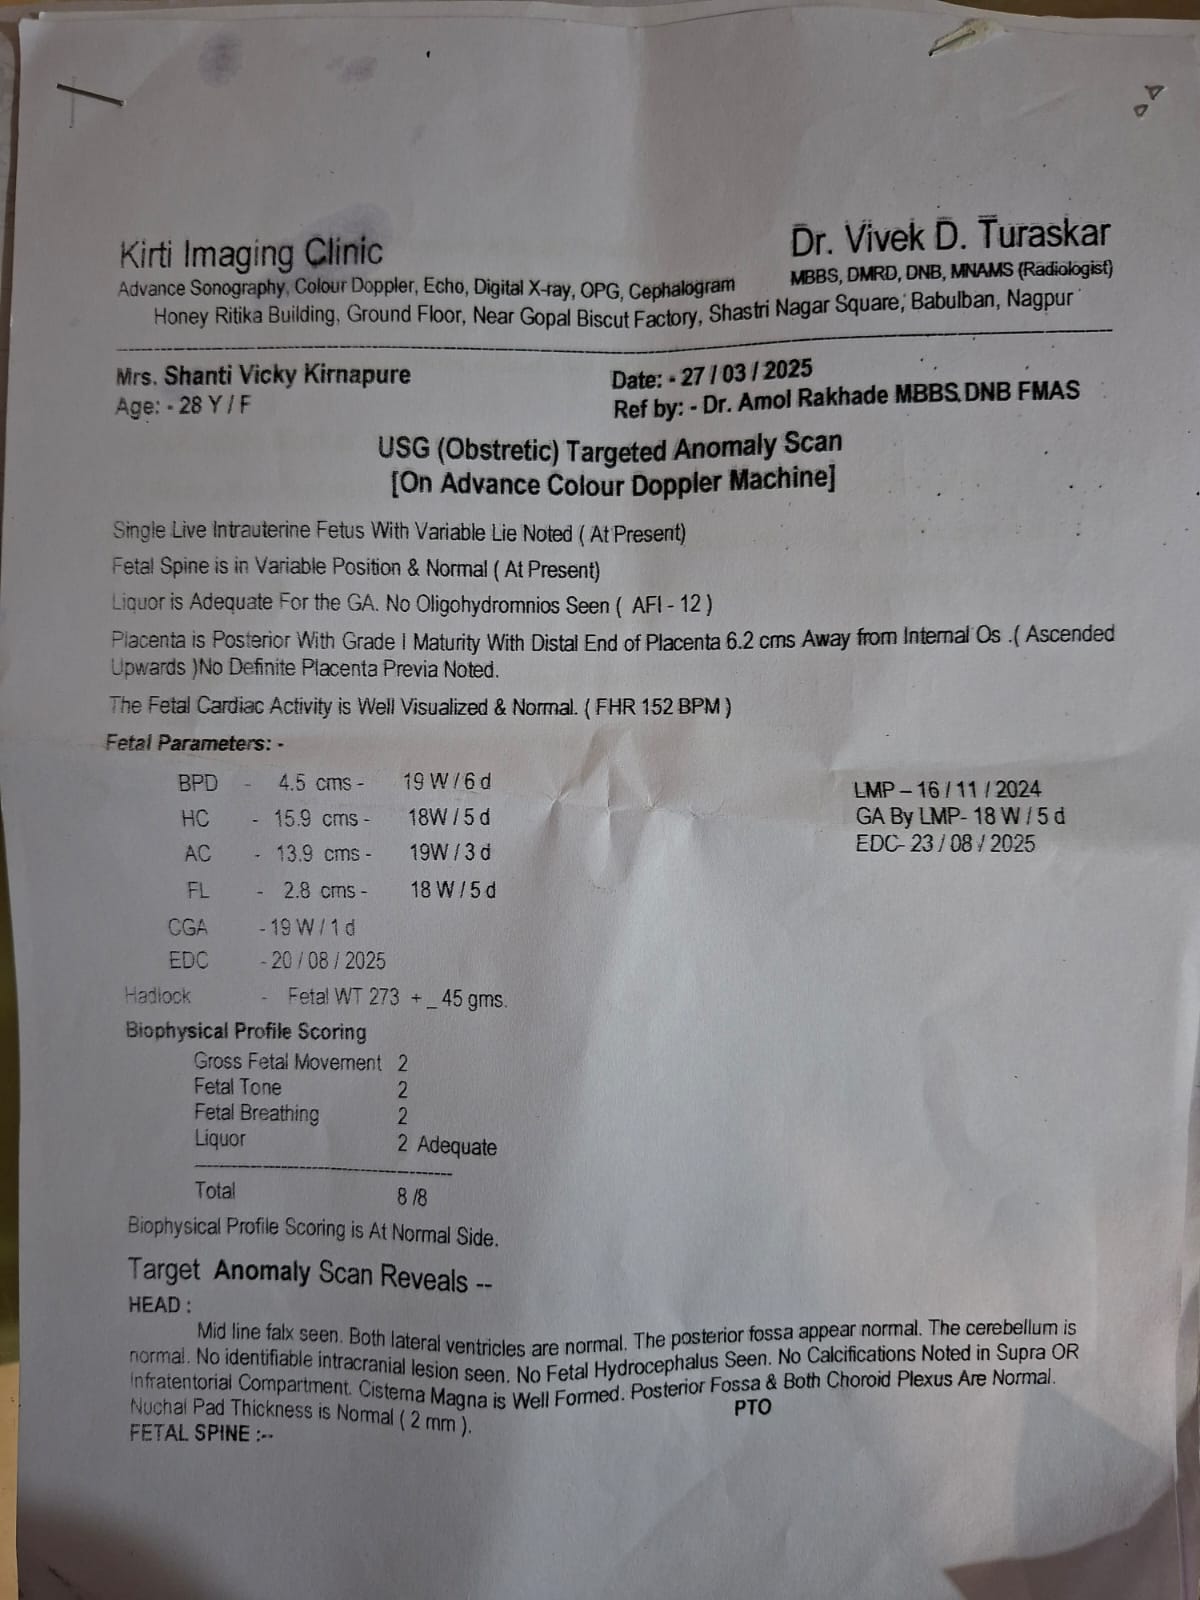 Kirti Imaging Clinic
Dr. Vivek D. Turaskar
Advance Sonography, Colour Doppler, Echo, Digital X-ray, OPG, Cephalogram
MBBS, DMRD, DNB, MNAMS (Radiologist)
Honey Ritika Building, Ground Floor, Near Gopal Biscut Factory, Shastri Nagar Square, Babulban, Nagpur
Mrs. Shanti Vicky Kirnapure
Date: - 27 / 03 / 2025
Age: - 28 Y / F
Ref by: - Dr. Amol Rakhade MBBS.DNB FMAS
USG (Obstretic) Targeted Anomaly Scan
[On Advance Colour Doppler Machine]
Single Live Intrauterine Fetus With Variable Lie Noted ( At Present)
Fetal Spine is in Variable Position & Normal ( At Present)
Liquor is Adequate For the GA. No Oligohydromnios Seen ( AFI - 12 )
Placenta is Posterior With Grade I Maturity With Distal End of Placenta 6.2 cms Away from Internal Os .( Ascended
Upwards )No Definite Placenta Previa Noted.
The Fetal Cardiac Activity is Well Visualized & Normal. ( FHR 152 BPM )
Fetal Parameters: -
BPD - 4.5 cms - 19 W / 6 d
LMP – 16 / 11 / 2024
HC - 15.9 cms - 18W / 5 d
GA By LMP- 18 W / 5 d
AC - 13.9 cms - 19W / 3 d
EDC- 23 / 08 / 2025
FL - 2.8 cms - 18 W / 5 d
CGA - 19 W / 1 d
EDC - 20 / 08 / 2025
Hadlock - Fetal WT 273 + _ 45 gms.
Biophysical Profile Scoring
Gross Fetal Movement 2
Fetal Tone 2
Fetal Breathing 2
Liquor 2 Adequate
Total 8 /8
Biophysical Profile Scoring is At Normal Side.
Target Anomaly Scan Reveals --
HEAD :
Mid line falx seen. Both lateral ventricles are normal. The posterior fossa appear normal. The cerebellum is
normal. No identifiable intracranial lesion seen. No Fetal Hydrocephalus Seen. No Calcifications Noted in Supra OR
Infratentorial Compartment. Cisterna Magna is Well Formed. Posterior Fossa & Both Choroid Plexus Are Normal.
Nuchal Pad Thickness is Normal ( 2 mm ).
PTO
FETAL SPINE :--